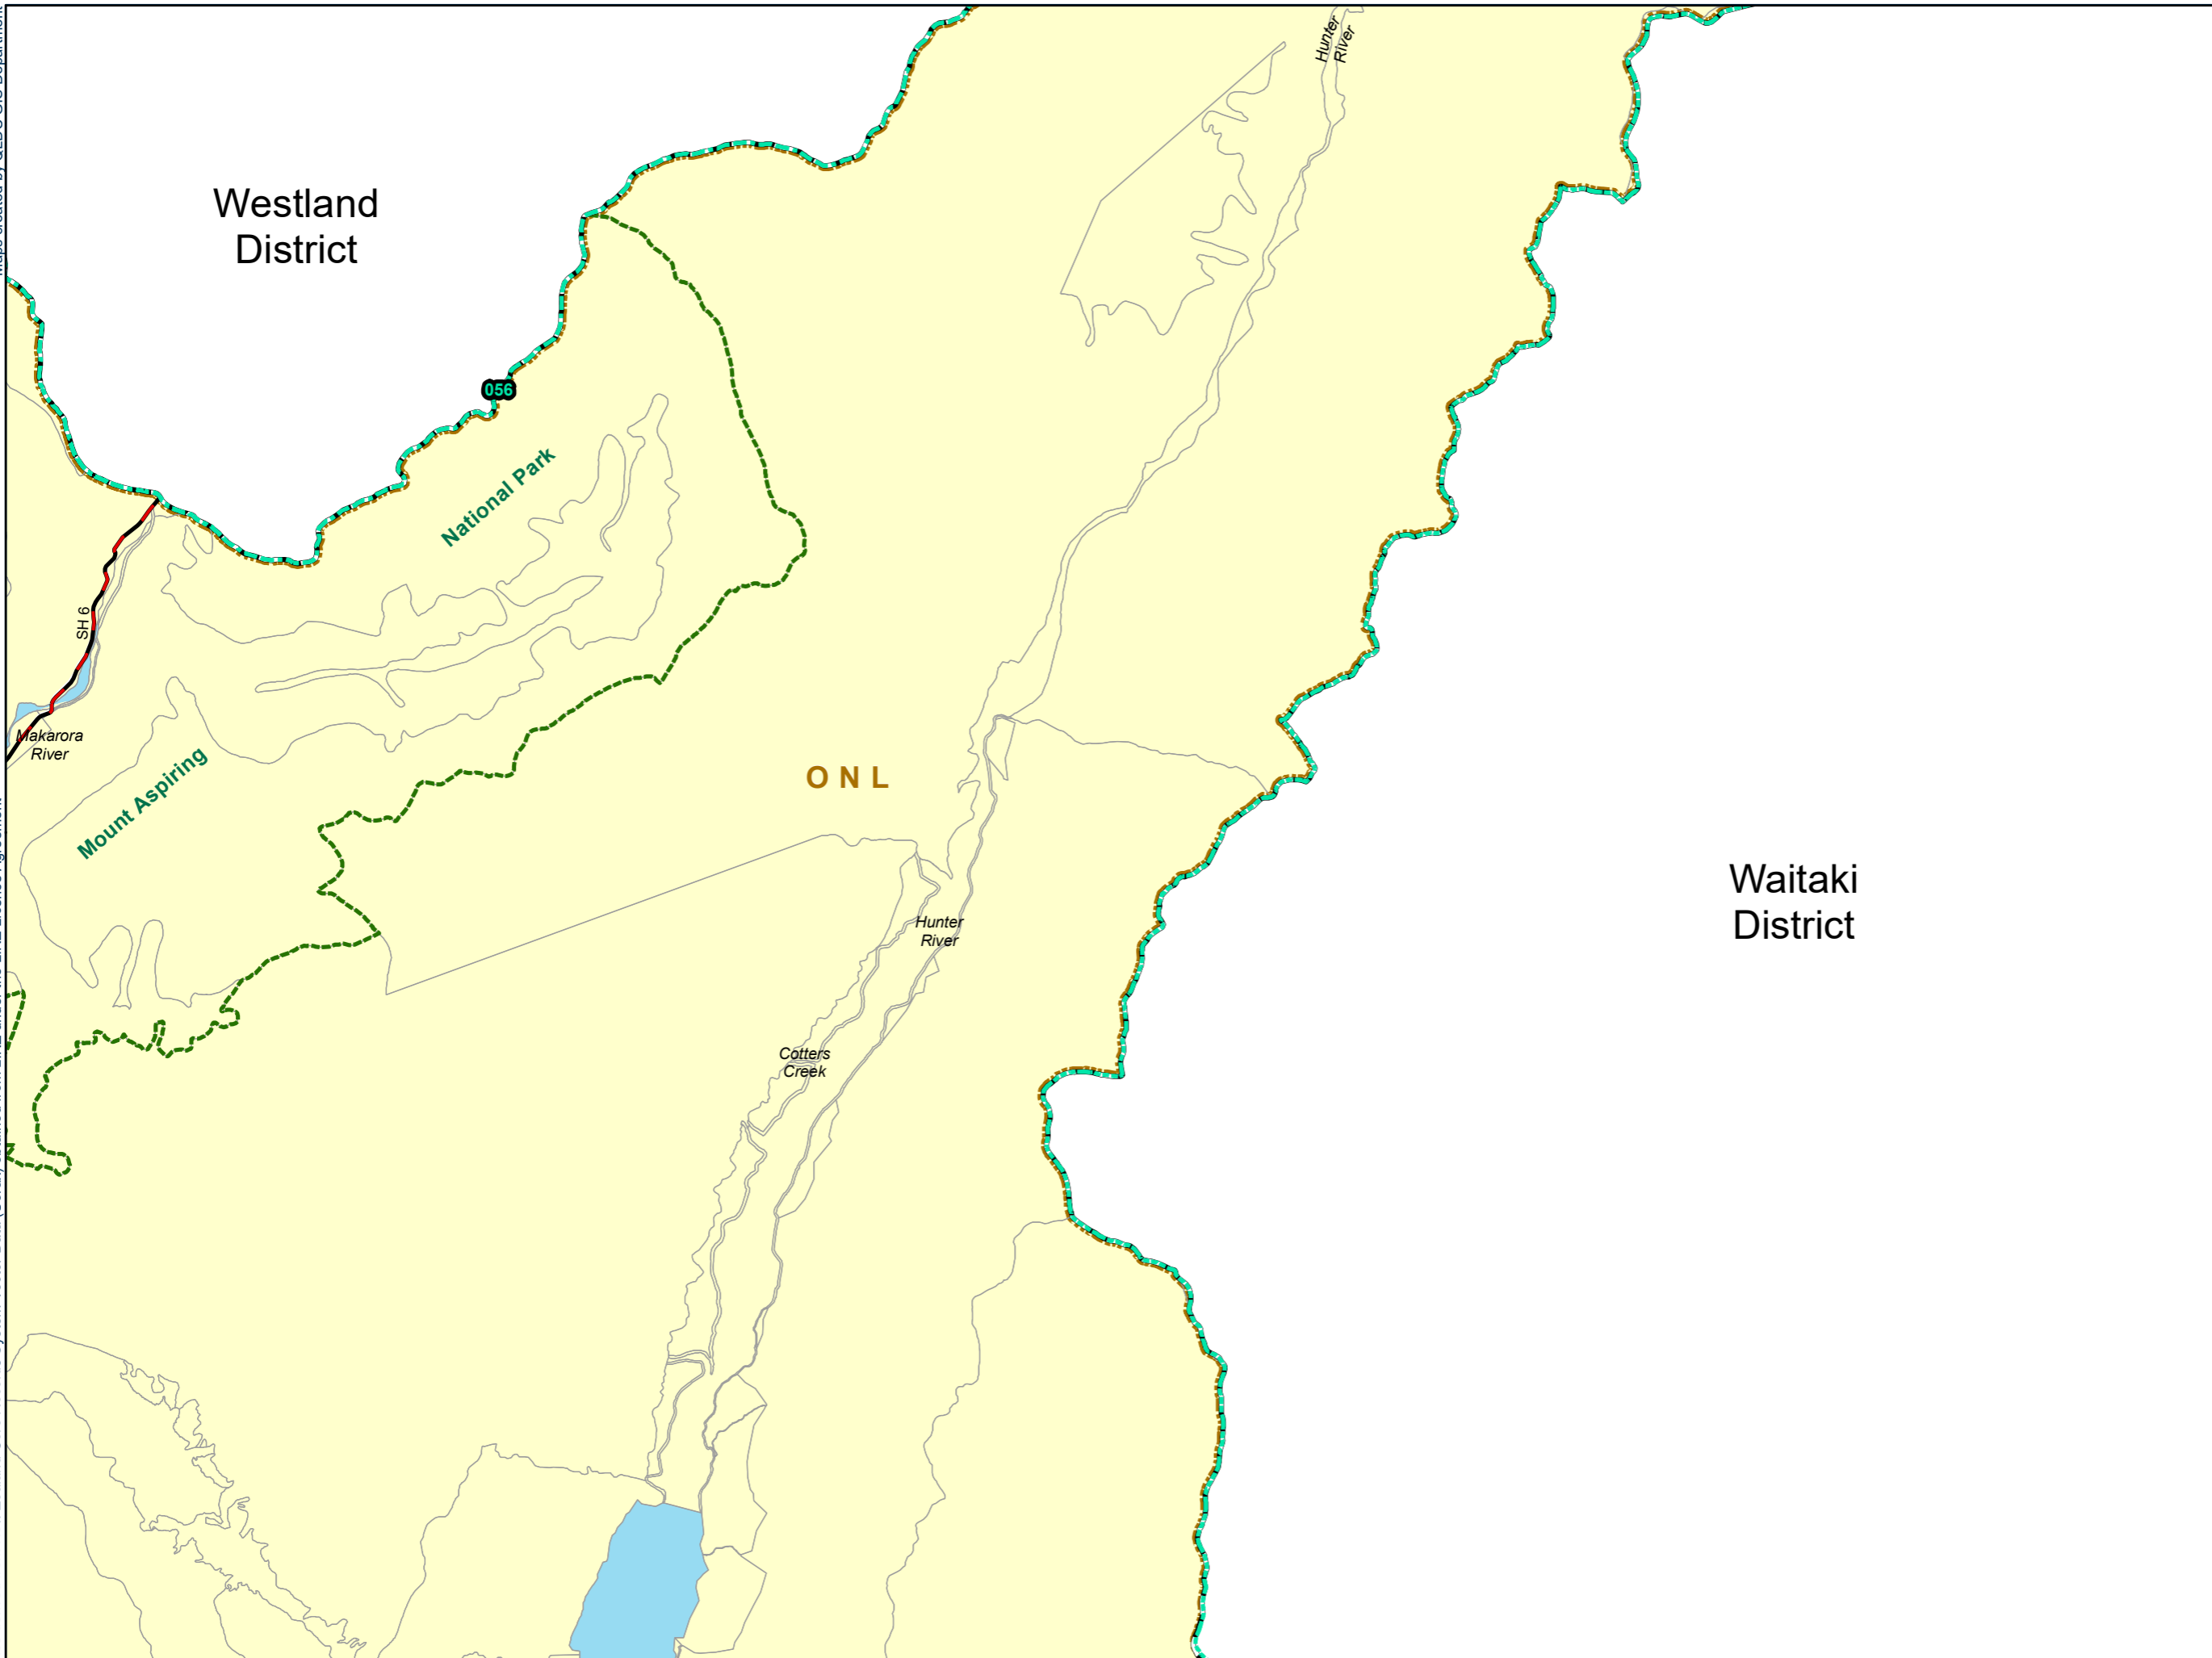 Hunter
River
Westland
District
056
National Park
SH 6
Makarora
River
Mount Aspiring
O N L
Waitaki
District
Hunter
River
Cotters
Creek